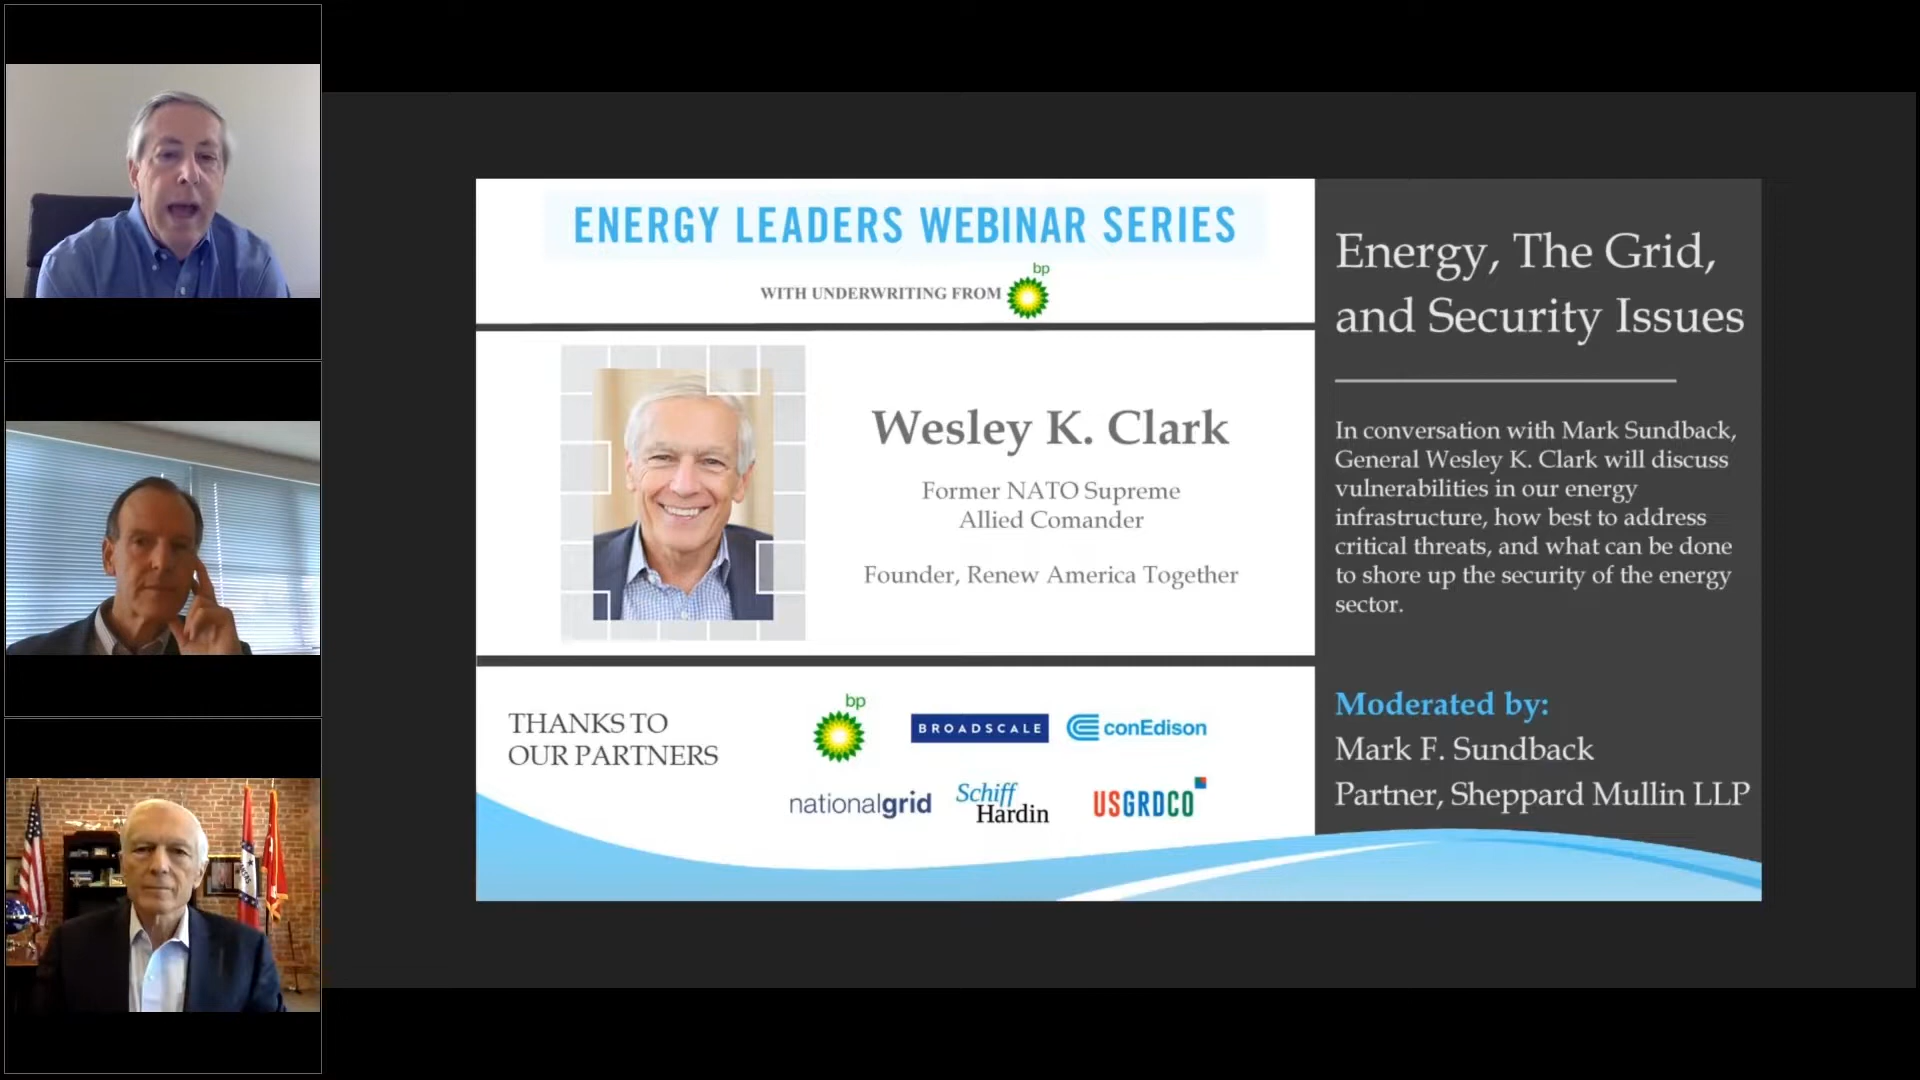 ENERGY LEADERS WEBINAR SERIES
WITH UNDERWRITING FROM
bp
Wesley K. Clark
Former NATO Supreme
Allied Comander
Founder, Renew America Together
THANKS TO
OUR PARTNERS
bp
BROADSCALE
conEdison
nationalgrid
Schiff
Hardin
USGRDCO
Energy, The Grid,
and Security Issues
In conversation with Mark Sundback,
General Wesley K. Clark will discuss
vulnerabilities in our energy
infrastructure, how best to address
critical threats, and what can be done
to shore up the security of the energy
sector.
Moderated by:
Mark F. Sundback
Partner, Sheppard Mullin LLP